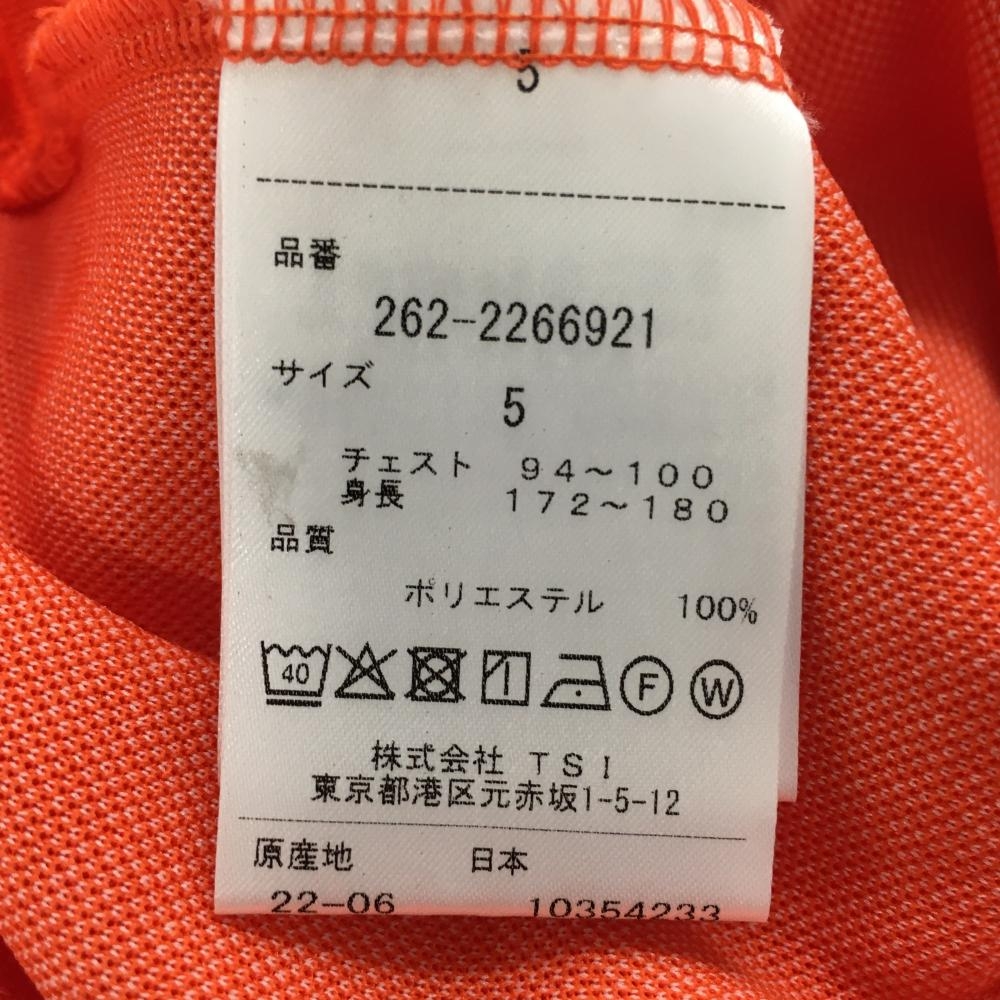 5
品番
262-2266921
サイズ
5
チェスト 94～100
身長 172～180
品質
ポリエステル 100%
40 F W
株式会社 TSI
東京都港区元赤坂1-5-12
原産地 日本
22-06 10354233